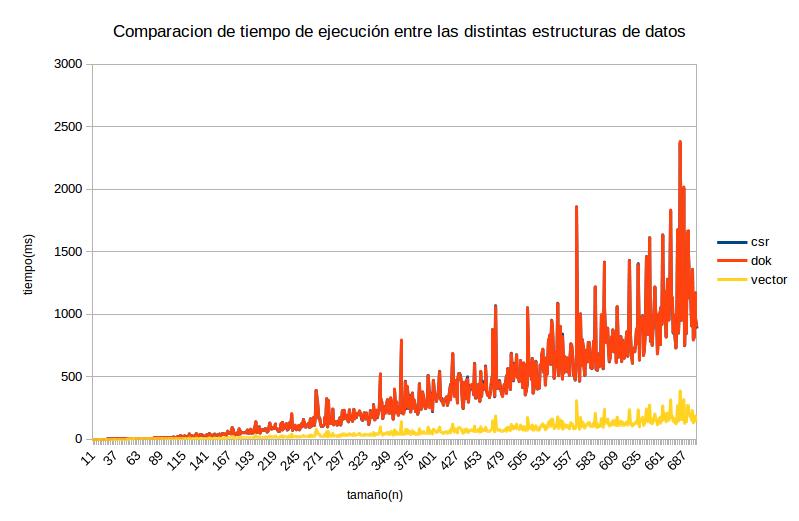 Comparacion de tiempo de ejecución entre las distintas estructuras de datos
3000
2500
2000
1500
1000
500
0
tiempo(ms)
11 37 63 89 115 141 167 193 219 245 271 297 323 349 375 401 427 453 479 505 531 557 583 609 635 661 687
tamaño(n)
csr
dok
vector